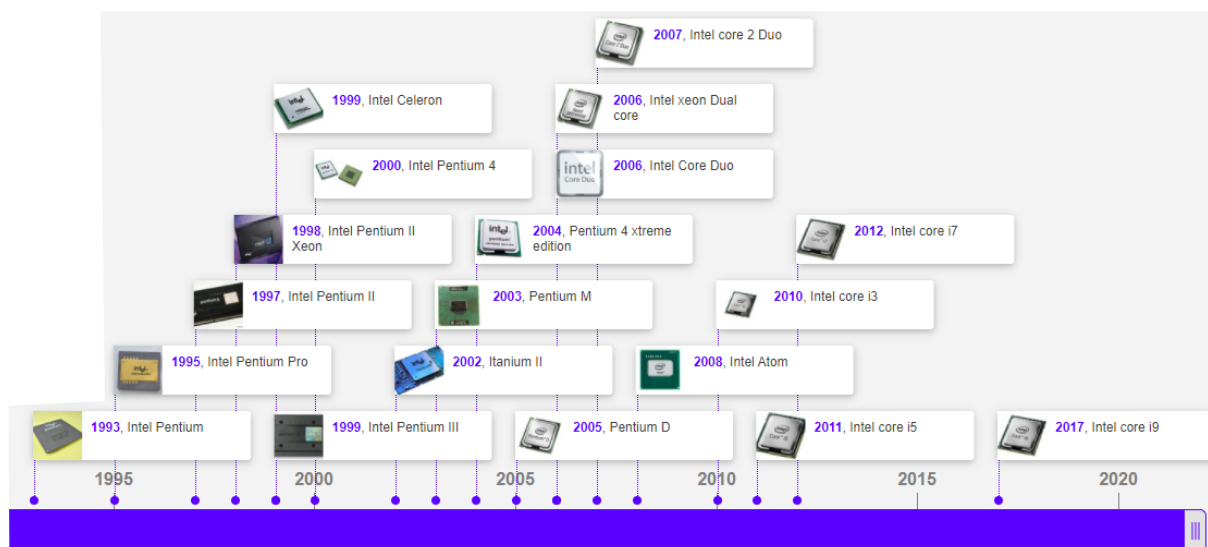 2007, Intel core 2 Duo
1999, Intel Celeron
2006, Intel xeon Dual
core
2000, Intel Pentium 4
intel
Core Duo
2006, Intel Core Duo
1998, Intel Pentium II
Xeon
2004, Pentium 4 xtreme
edition
2012, Intel core i7
1997, Intel Pentium II
2003, Pentium M
2010, Intel core i3
1995, Intel Pentium Pro
2002, Itanium II
2008, Intel Atom
1993, Intel Pentium
1999, Intel Pentium III
2005, Pentium D
2011, Intel core i5
2017, Intel core i9
1995
2000
2005
2010
2015
2020